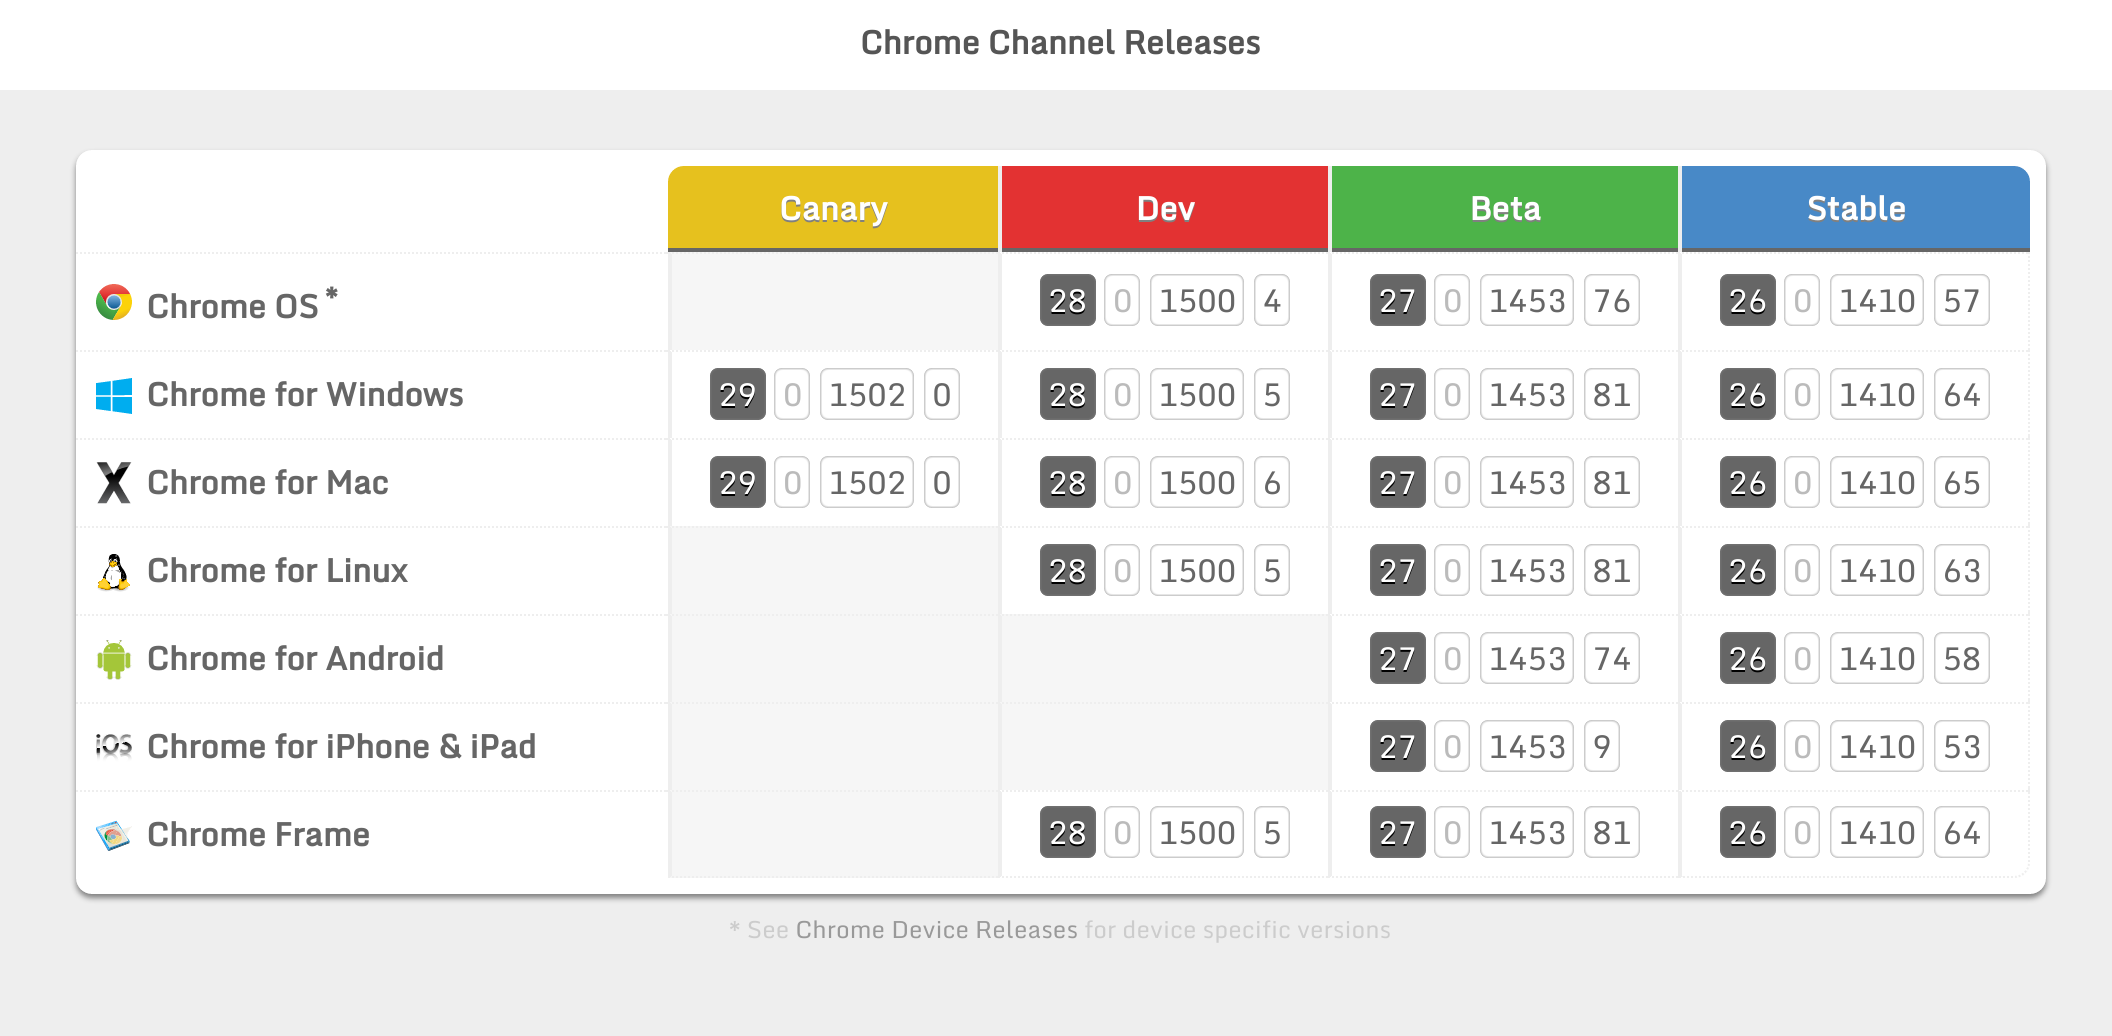 Chrome Channel Releases
Canary Dev Beta Stable
Chrome OS * 28 0 1500 4 27 0 1453 76 26 0 1410 57
Chrome for Windows 29 0 1502 0 28 0 1500 5 27 0 1453 81 26 0 1410 64
Chrome for Mac 29 0 1502 0 28 0 1500 6 27 0 1453 81 26 0 1410 65
Chrome for Linux 28 0 1500 5 27 0 1453 81 26 0 1410 63
Chrome for Android 27 0 1453 74 26 0 1410 58
iOS Chrome for iPhone & iPad 27 0 1453 9 26 0 1410 53
Chrome Frame 28 0 1500 5 27 0 1453 81 26 0 1410 64
* See Chrome Device Releases for device specific versions